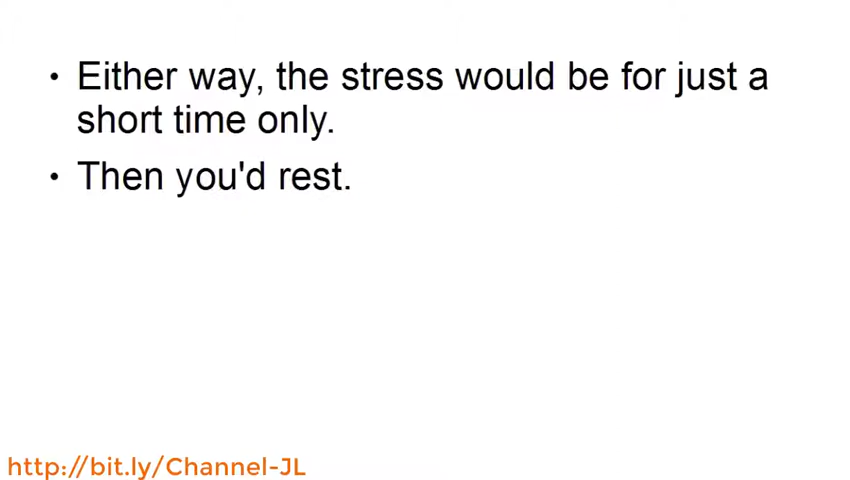 • Either way, the stress would be for just a
short time only.
• Then you'd rest.
http://bit.ly/Channel-JL